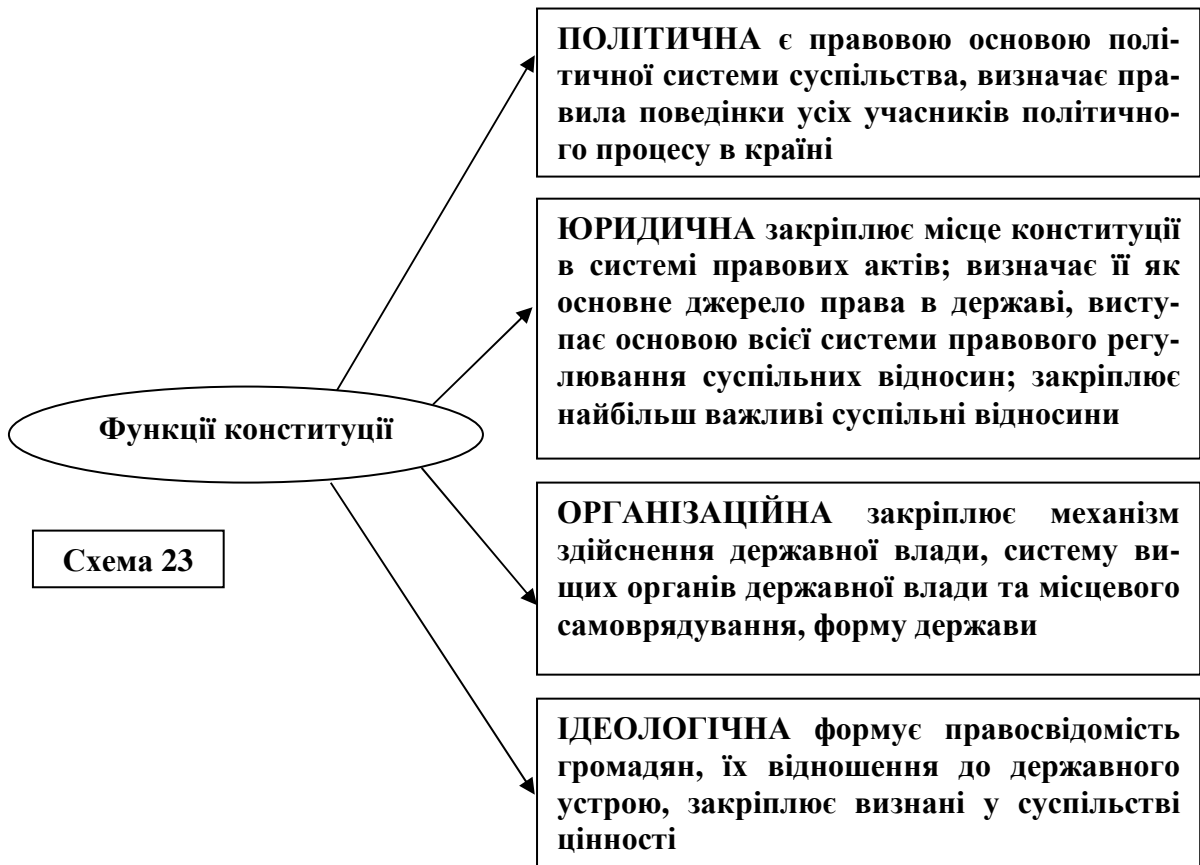 ПОЛІТИЧНА є правовою основою полі-
тичної системи суспільства, визначає пра-
вила поведінки усіх учасників політично-
го процесу в країні
ЮРИДИЧНА закріплює місце конституції
в системі правових актів; визначає її як
основне джерело права в державі, висту-
пає основою всієї системи правового регу-
лювання суспільних відносин; закріплює
найбільш важливі суспільні відносини
Функції конституції
ОРГАНІЗАЦІЙНА закріплює механізм
здійснення державної влади, систему ви-
щих органів державної влади та місцевого
самоврядування, форму держави
Схема 23
ІДЕОЛОГІЧНА формує правосвідомість
громадян, їх відношення до державного
устрою, закріплює визнані у суспільстві
цінності